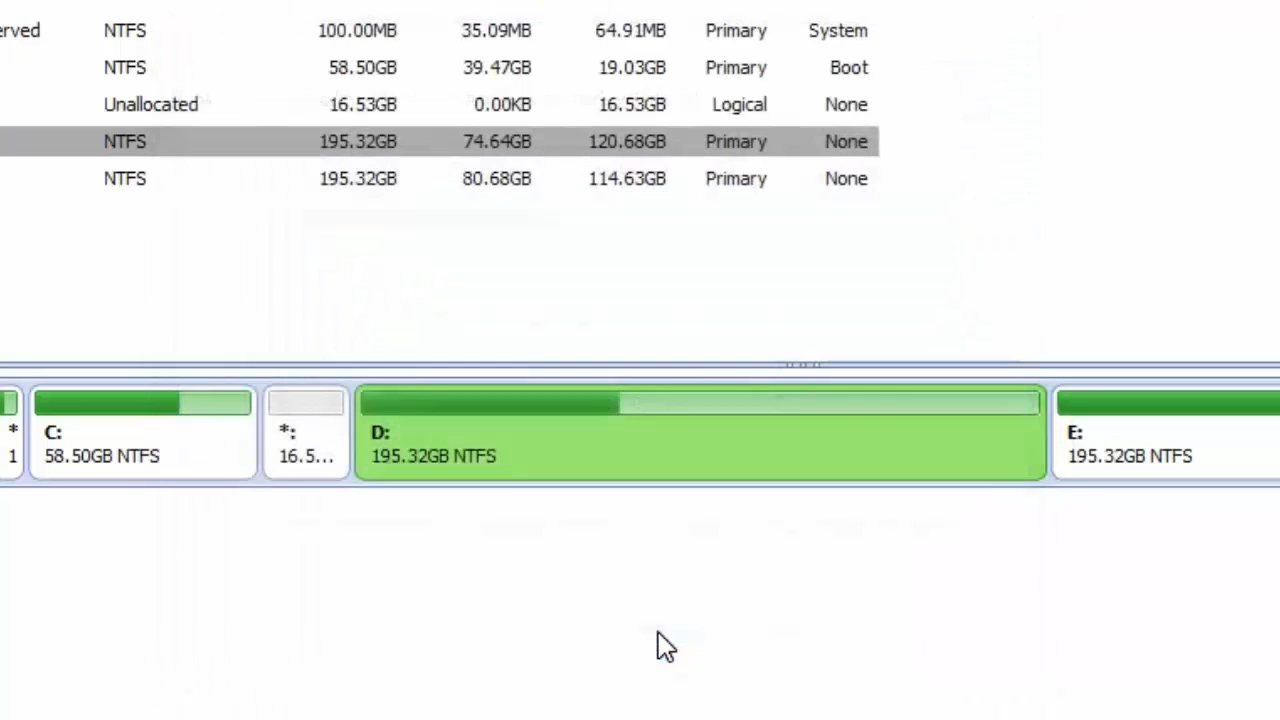 erved NTFS 100.00MB 35.09MB 64.91MB Primary System
NTFS 58.50GB 39.47GB 19.03GB Primary Boot
Unallocated 16.53GB 0.00KB 16.53GB Logical None
NTFS 195.32GB 74.64GB 120.68GB Primary None
NTFS 195.32GB 80.68GB 114.63GB Primary None
* C: *: D: E:
1 58.50GB NTFS 16.5... 195.32GB NTFS 195.32GB NTFS